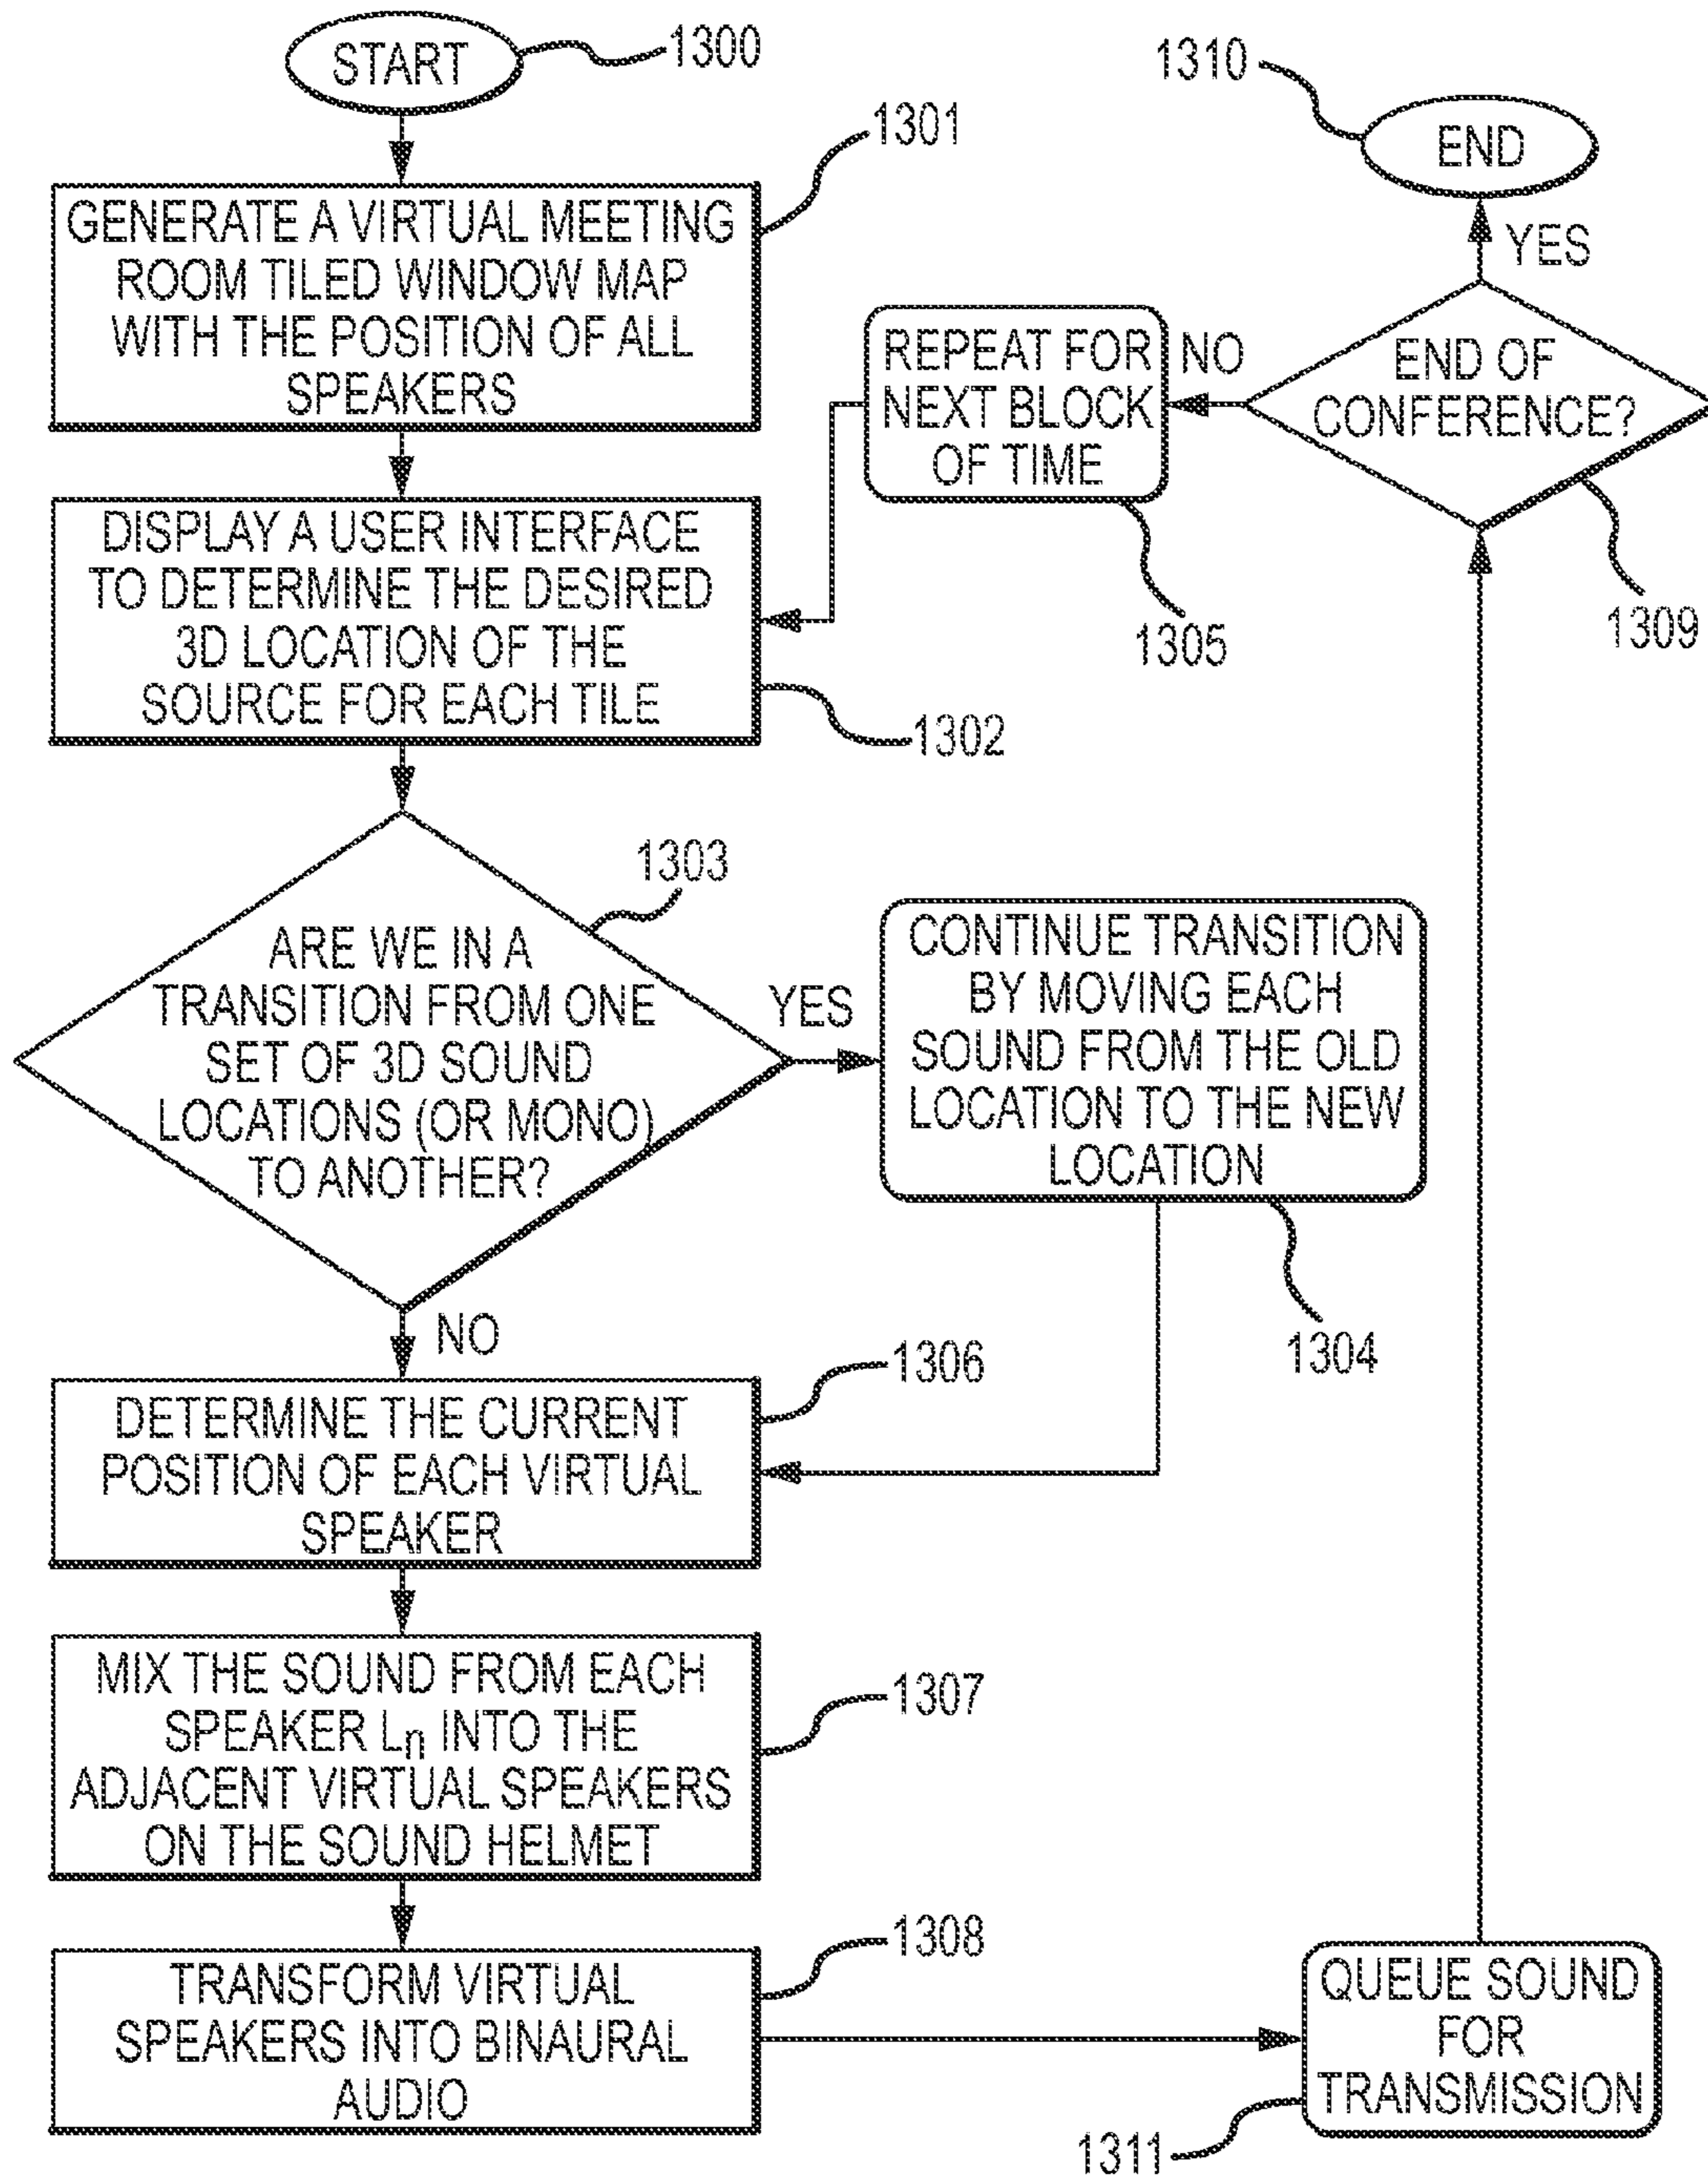 START
1300
1301
GENERATE A VIRTUAL MEETING
ROOM TILED WINDOW MAP
WITH THE POSITION OF ALL
SPEAKERS
DISPLAY A USER INTERFACE
TO DETERMINE THE DESIRED
3D LOCATION OF THE
SOURCE FOR EACH TILE
1302
1303
ARE WE IN A
TRANSITION FROM ONE
SET OF 3D SOUND
LOCATIONS (OR MONO)
TO ANOTHER?
YES
CONTINUE TRANSITION
BY MOVING EACH
SOUND FROM THE OLD
LOCATION TO THE NEW
LOCATION
1304
NO
1306
DETERMINE THE CURRENT
POSITION OF EACH VIRTUAL
SPEAKER
1307
MIX THE SOUND FROM EACH
SPEAKER Ln INTO THE
ADJACENT VIRTUAL SPEAKERS
ON THE SOUND HELMET
1308
TRANSFORM VIRTUAL
SPEAKERS INTO BINAURAL
AUDIO
QUEUE SOUND
FOR
TRANSMISSION
1311
END OF
CONFERENCE?
1309
NO
REPEAT FOR
NEXT BLOCK
OF TIME
1305
YES
END
1310